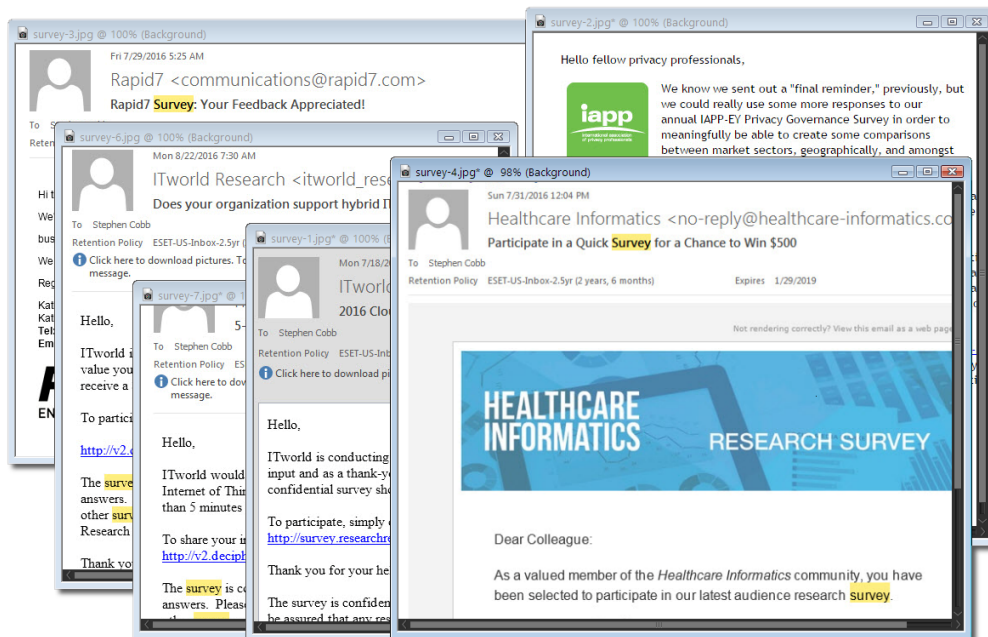 survey-3.jpg @ 100% (Background)
Fri 7/29/2016 5:25 AM
Rapid7 <communications@rapid7.com>
Rapid7 Survey: Your Feedback Appreciated!
To
Reten
Hi
We'
bus
We
Reg
Kat
Kat
Tel:
Em
EN
survey-2.jpg* @ 100% (Background)
Hello fellow privacy professionals,
iapp
international association
of privacy professionals
We know we sent out a "final reminder," previously, but
we could really use some more responses to our
annual IAPP-EY Privacy Governance Survey in order to
meaningfully be able to create some comparisons
between market sectors, geographically, and amongst
survey-6.jpg @ 100% (Background)
Mon 8/22/2016 7:30 AM
ITworld Research <itworld_rese
Does your organization support hybrid I
To Stephen Cobb
Retention Policy ESET-US-Inbox-2.5yr (
Click here to download pictures. To
message.
Hello,
ITworld i
value you
receive a
To partici
http://v2.
The surve
answers.
other surv
Research
Thank yo
survey-7.jpg* @ 1
5-
To Stephen Cobb
Retention Policy ESE
Click here to dow
message.
Hello,
ITworld would
Internet of Thin
than 5 minutes
To share your in
http://v2.deciph
The survey is co
answers. Pleas
survey-1.jpg* @ 100% (B
Mon 7/18/2
ITworl
2016 Clo
To Stephen Cobb
Retention Policy ESET-US-Inb
Click here to download pi
Hello,
ITworld is conducting
input and as a thank-y
confidential survey sh
To participate, simply
http://survey.researchre
Thank you for your he
The survey is confiden
be assured that any res
survey-4.jpg* @ 98% (Background)
Sun 7/31/2016 12:04 PM
Healthcare Informatics <no-reply@healthcare-informatics.co
Participate in a Quick Survey for a Chance to Win $500
To Stephen Cobb
Retention Policy ESET-US-Inbox-2.5yr (2 years, 6 months) Expires 1/29/2019
Not rendering correctly? View this email as a web page
HEALTHCARE
INFORMATICS
RESEARCH SURVEY
Dear Colleague:
As a valued member of the Healthcare Informatics community, you have
been selected to participate in our latest audience research survey.